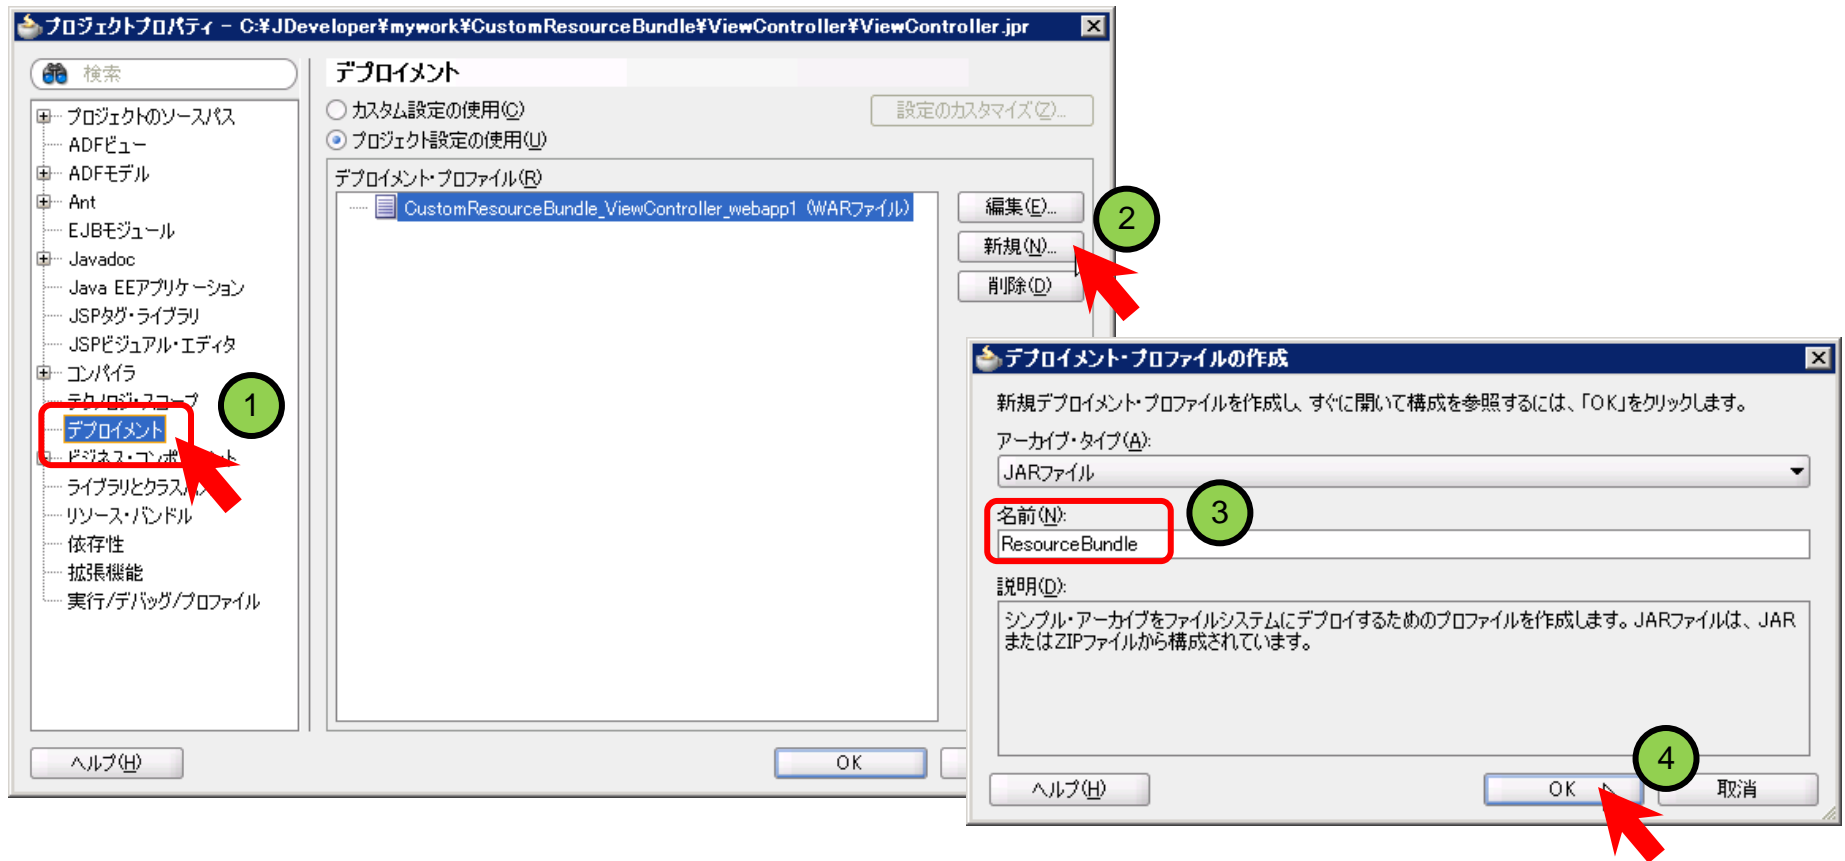 プロジェクトプロパティ - C:¥JDeveloper¥mywork¥CustomResourceBundle¥ViewController¥ViewController.jpr
検索
プロジェクトのソースパス
ADFビュー
ADFモデル
Ant
EJBモジュール
Javadoc
Java EEアプリケーション
JSPタグ・ライブラリ
JSPビジュアル・エディタ
コンパイラ
テクノロジ・スコープ
デプロイメント
ビジネス・コンポ
ライブラリとクラスパス
リソース・バンドル
依存性
拡張機能
実行/デバッグ/プロファイル
1
デプロイメント
カスタム設定の使用(C)
設定のカスタマイズ(Z)...
プロジェクト設定の使用(U)
デプロイメント・プロファイル(R)
CustomResourceBundle_ViewController_webapp1 (WARファイル)
編集(E)...
新規(N)...
削除(D)
2
ヘルプ(H)
OK
デプロイメント・プロファイルの作成
新規デプロイメント・プロファイルを作成し、すぐに開いて構成を参照するには、「OK」をクリックします。
アーカイブ・タイプ(A):
JARファイル
名前(N):
ResourceBundle
3
説明(D):
シンプル・アーカイブをファイルシステムにデプロイするためのプロファイルを作成します。JARファイルは、JAR
またはZIPファイルから構成されています。
ヘルプ(H)
OK
4
取消